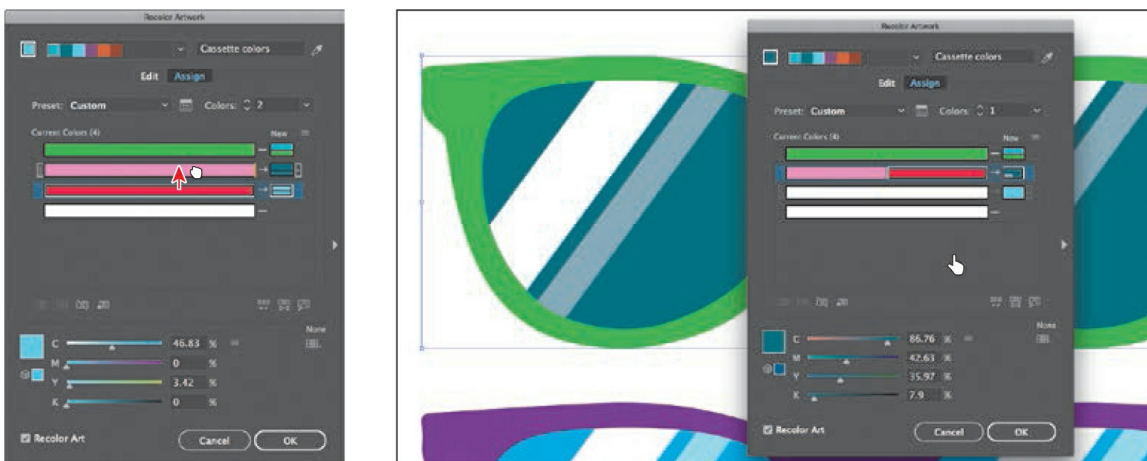 Recolor Artwork
Cassette colors
Edit Assign
Preset: Custom Colors: 2
Current Colors (4) New
None
C 46.83 %
M 0 %
Y 3.42 %
K 0 %
Recolor Art Cancel OK
Recolor Artwork
Cassette colors
Edit Assign
Preset: Custom Colors: 1
Current Colors (4) New
None
C 86.76 %
M 42.63 %
Y 35.97 %
K 7.9 %
Recolor Art Cancel OK